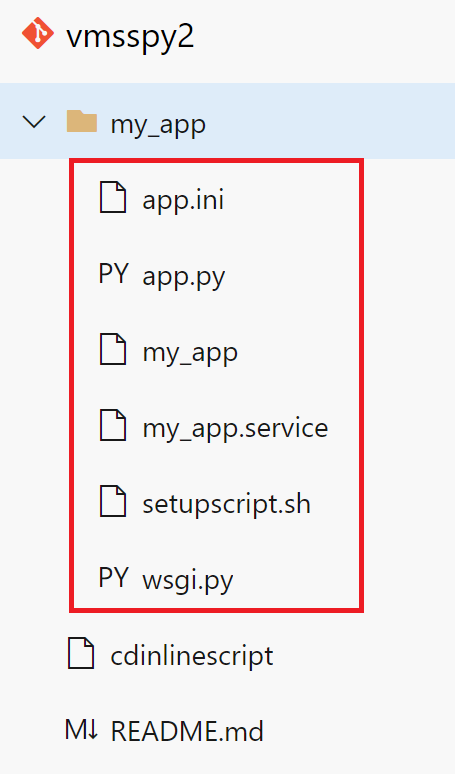 vmsspy2
my_app
app.ini
PY app.py
my_app
my_app.service
setupscript.sh
PY wsgi.py
cdinlinescript
M↓ README.md